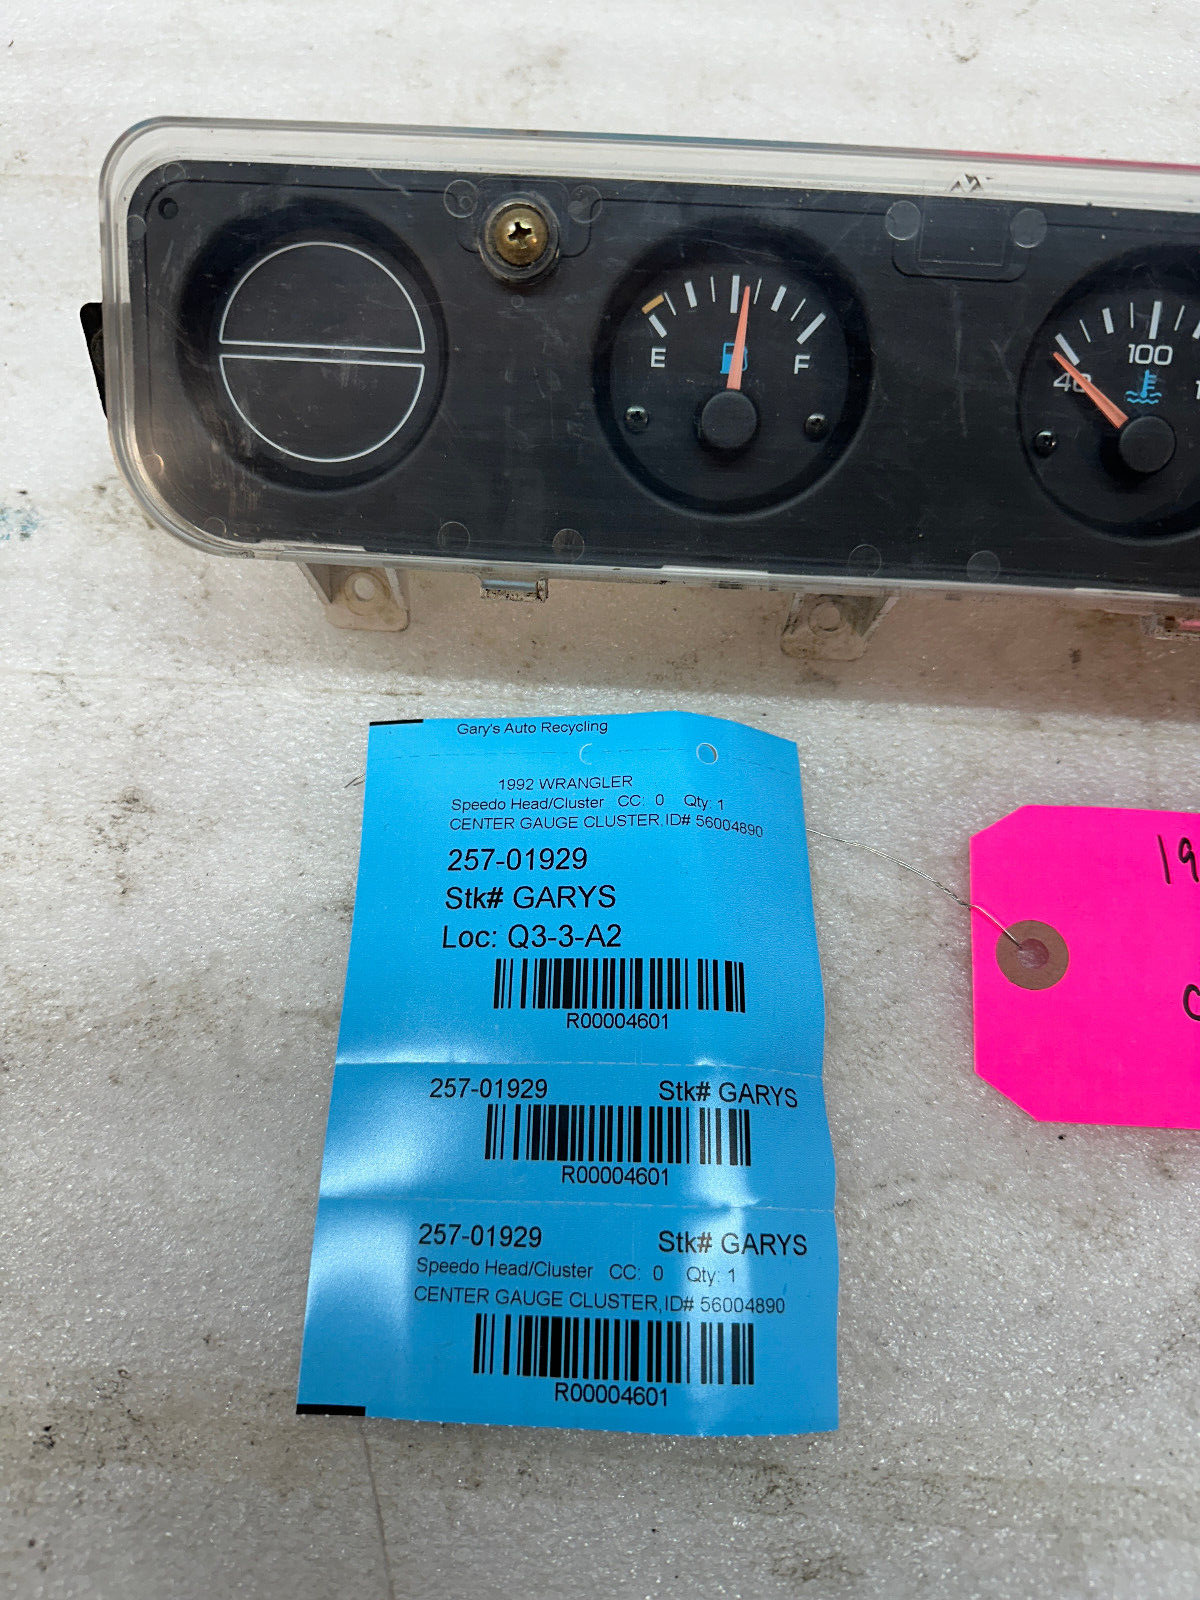 E
F
40
100
1
Gary's Auto Recycling
1992 WRANGLER
Speedo Head/Cluster CC: 0 Qty: 1
CENTER GAUGE CLUSTER,ID# 56004890
257-01929
Stk# GARYS
Loc: Q3-3-A2
R00004601
19
C
257-01929 Stk# GARYS
R00004601
257-01929 Stk# GARYS
Speedo Head/Cluster CC: 0 Qty: 1
CENTER GAUGE CLUSTER,ID# 56004890
R00004601